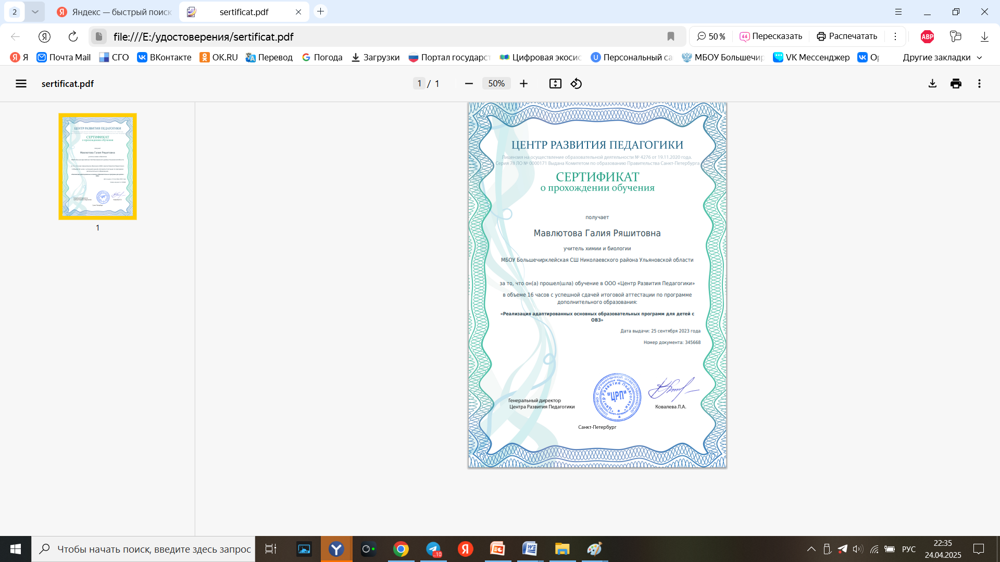 2
Яндекс — быстрый поиск
sertificat.pdf
file:///E:/удостоверения/sertificat.pdf
50 %
Пересказать
Распечатать
ABP
Я
Почта Mail
СГО
ВКонтакте
OK.RU
Перевод
Погода
Загрузки
Портал государст
Цифровая экосис
Персональный са
МБОУ Большечир
VK Мессенджер
Ор
Другие закладки
sertificat.pdf
1 / 1
50%
1
ЦЕНТР РАЗВИТИЯ ПЕДАГОГИКИ
Лицензия на осуществление образовательной деятельности № 4276 от 19.11.2020 года.
Серия 78 ЛО № 0000171 Выдана Комитетом по образованию Правительства Санкт-Петербурга
СЕРТИФИКАТ
о прохождении обучения
получает
Мавлютова Галия Ряшитовна
учитель химии и биологии
МБОУ Большечирклейская СШ Николаевского района Ульяновской области
за то, что он(а) прошел(шла) обучение в ООО «Центр Развития Педагогики»
в объеме 16 часов с успешной сдачей итоговой аттестации по программе
дополнительного образования:
«Реализация адаптированных основных образовательных программ для детей с
ОВЗ»
Дата выдачи: 25 сентября 2023 года
Номер документа: 345668
Генеральный директор
Центра Развития Педагогики
"ЦРП"
Ковалева Л.А.
Санкт-Петербург
Чтобы начать поиск, введите здесь запрос
..10
РУС
22:35
24.04.2025